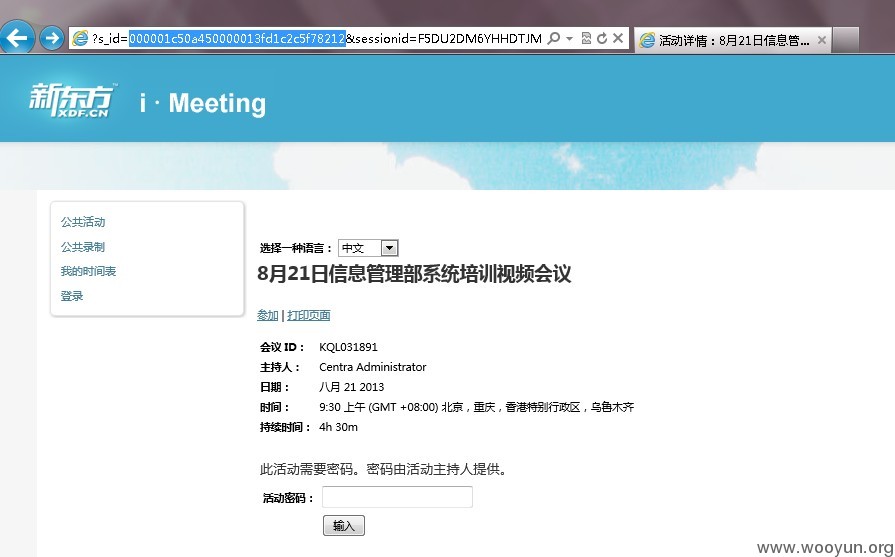 ?s_id=000001c50a450000013fd1c2c5f78212&sessionid=F5DU2DM6YHHDTJM
活动详情：8月21日信息管...
新东方 XDF.CN
i · Meeting
公共活动
公共录制
我的时间表
登录
选择一种语言： 中文
8月21日信息管理部系统培训视频会议
参加 | 打印页面
会议 ID： KQL031891
主持人： Centra Administrator
日期： 八月 21 2013
时间： 9:30 上午 (GMT +08:00) 北京，重庆，香港特别行政区，乌鲁木齐
持续时间： 4h 30m
此活动需要密码。密码由活动主持人提供。
活动密码：
输入
www.wooyun.org